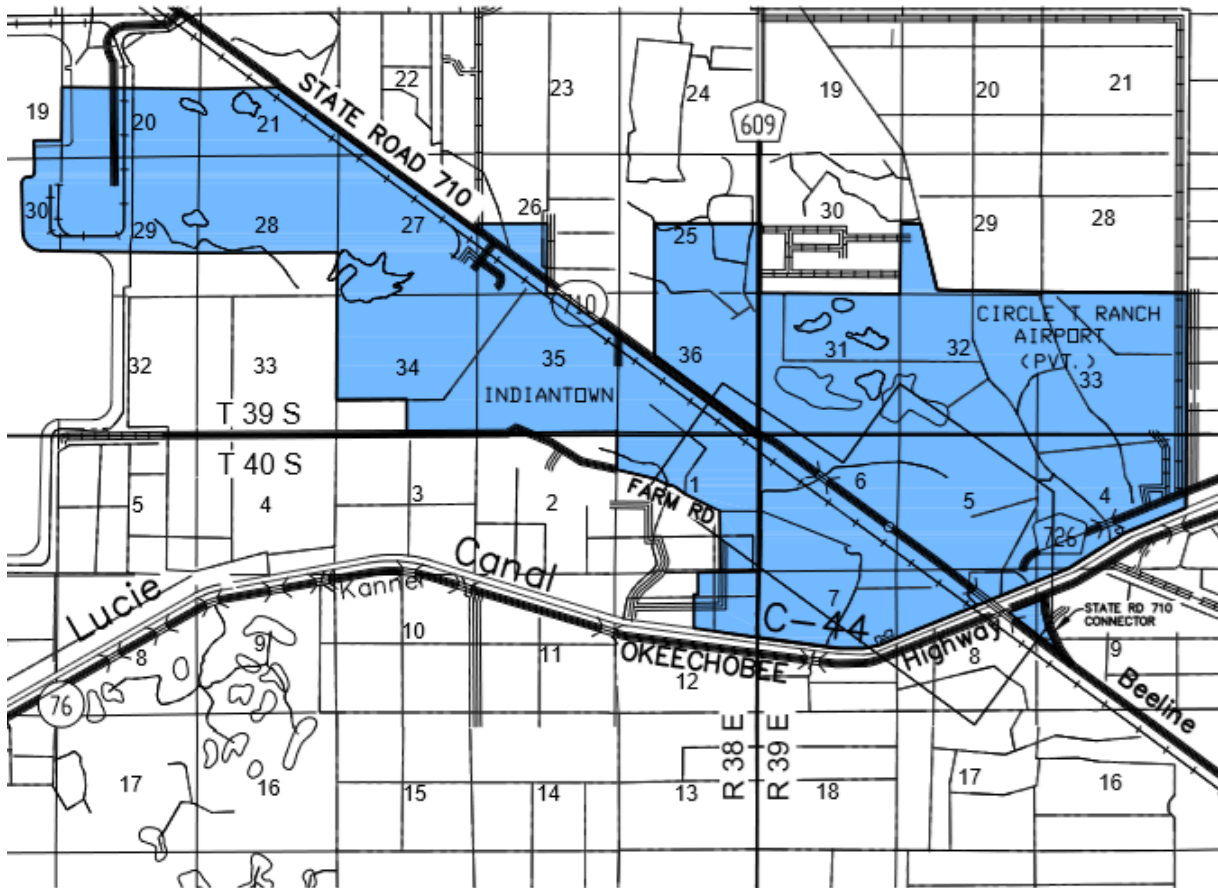 22
23
24
19
20
21
19
20
21
STATE ROAD 710
609
26
25
30
29
28
30
29
28
27
710
CIRCLE T RANCH
AIRPORT
(PVT.)
32
33
34
35
36
31
32
33
INDIANTOWN
T 39 S
T 40 S
5
4
3
2
1
6
5
4
FARM RD
726
Lucie
Kanner
Canal
7
C-44
OKEECHOBEE
Highway
STATE RD 710
CONNECTOR
Beeline
8
9
10
11
12
8
9
76
R 38 E
R 39 E
17
16
15
14
13
18
17
16